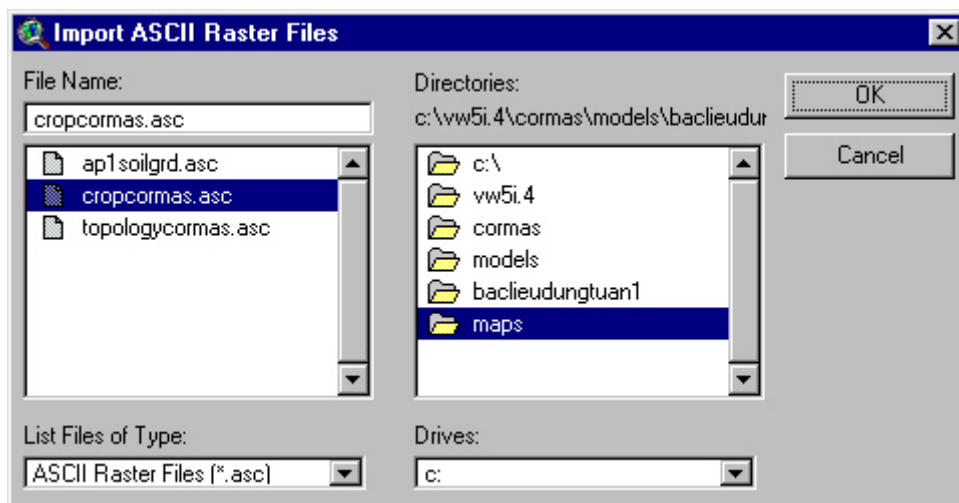 Import ASCII Raster Files
File Name:
cropcormas.asc
ap1soilgrd.asc
cropcormas.asc
topologycormas.asc
List Files of Type:
ASCII Raster Files (*.asc)
Directories:
c:\vw5i.4\cormas\models\baclieudur
c:\
vw5i.4
cormas
models
baclieudungtuan1
maps
Drives:
c:
OK
Cancel